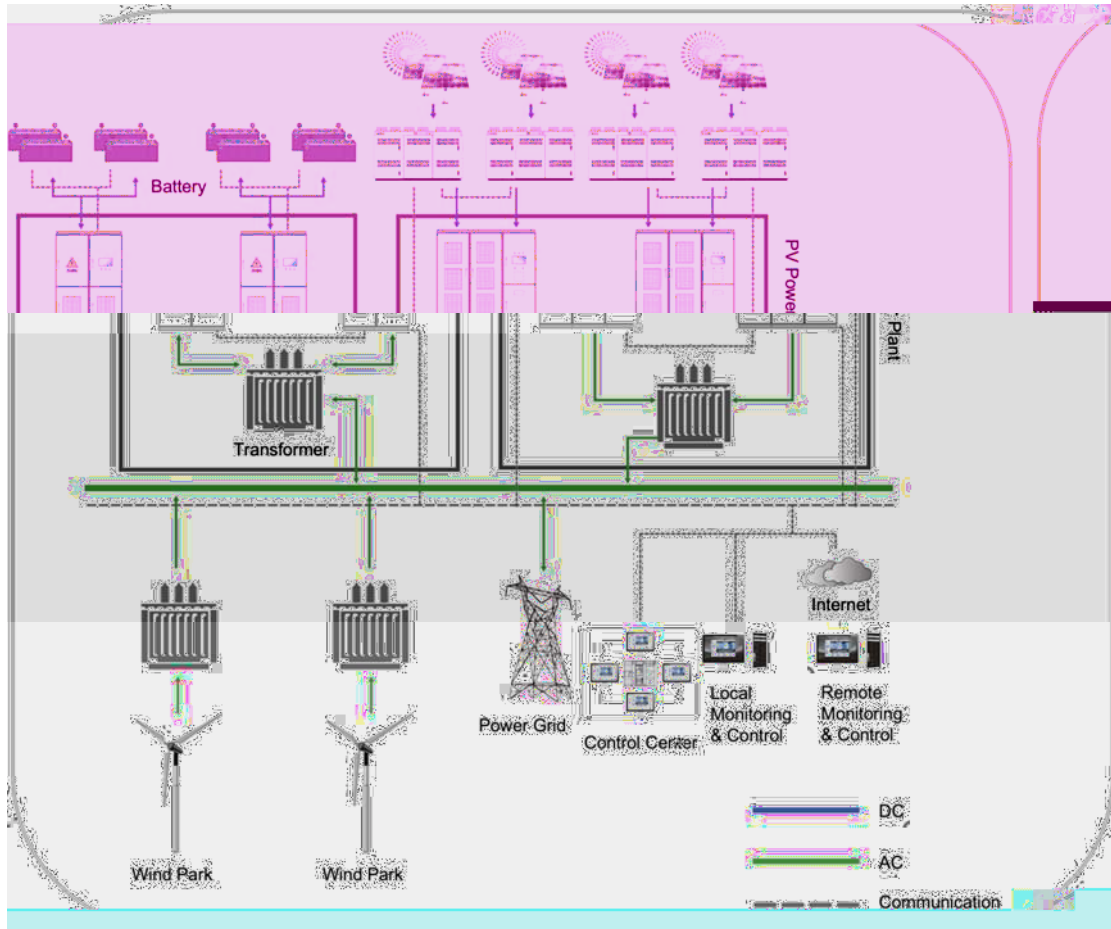 Battery
PV Powe
Plant
Transformer
Internet
Power Grid
Control Center
Local
Monitoring
& Control
Remote
Monitoring
& Control
Wind Park
Wind Park
DC
AC
Communication